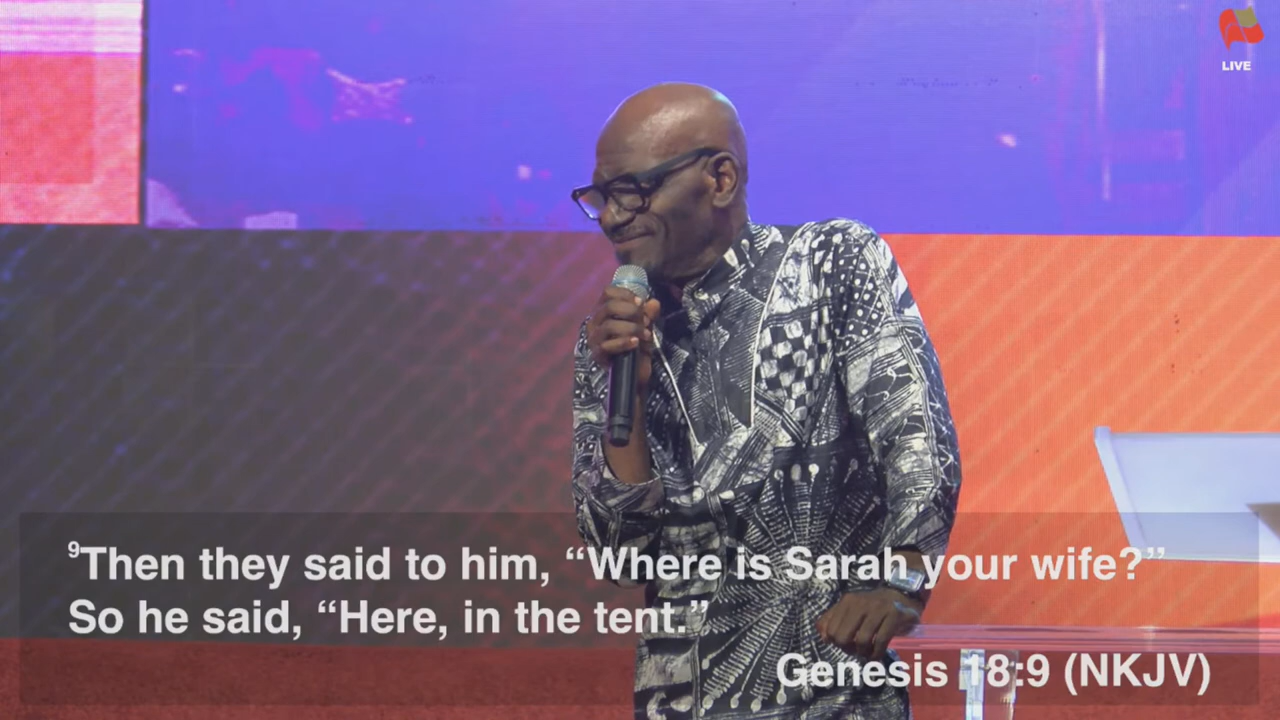 LIVE
⁹Then they said to him, “Where is Sarah your wife?”
So he said, “Here, in the tent.”
Genesis 18:9 (NKJV)